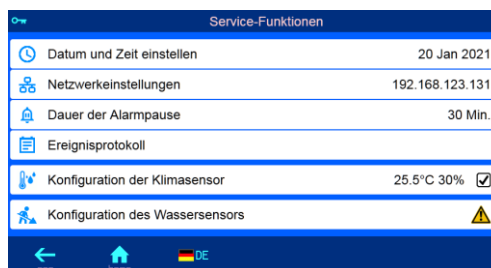 Service-Funktionen
Datum und Zeit einstellen 20 Jan 2021
Netzwerkeinstellungen 192.168.123.131
Dauer der Alarmpause 30 Min.
Ereignisprotokoll
Konfiguration der Klimasensor 25.5°C 30%
Konfiguration des Wassersensors
DE